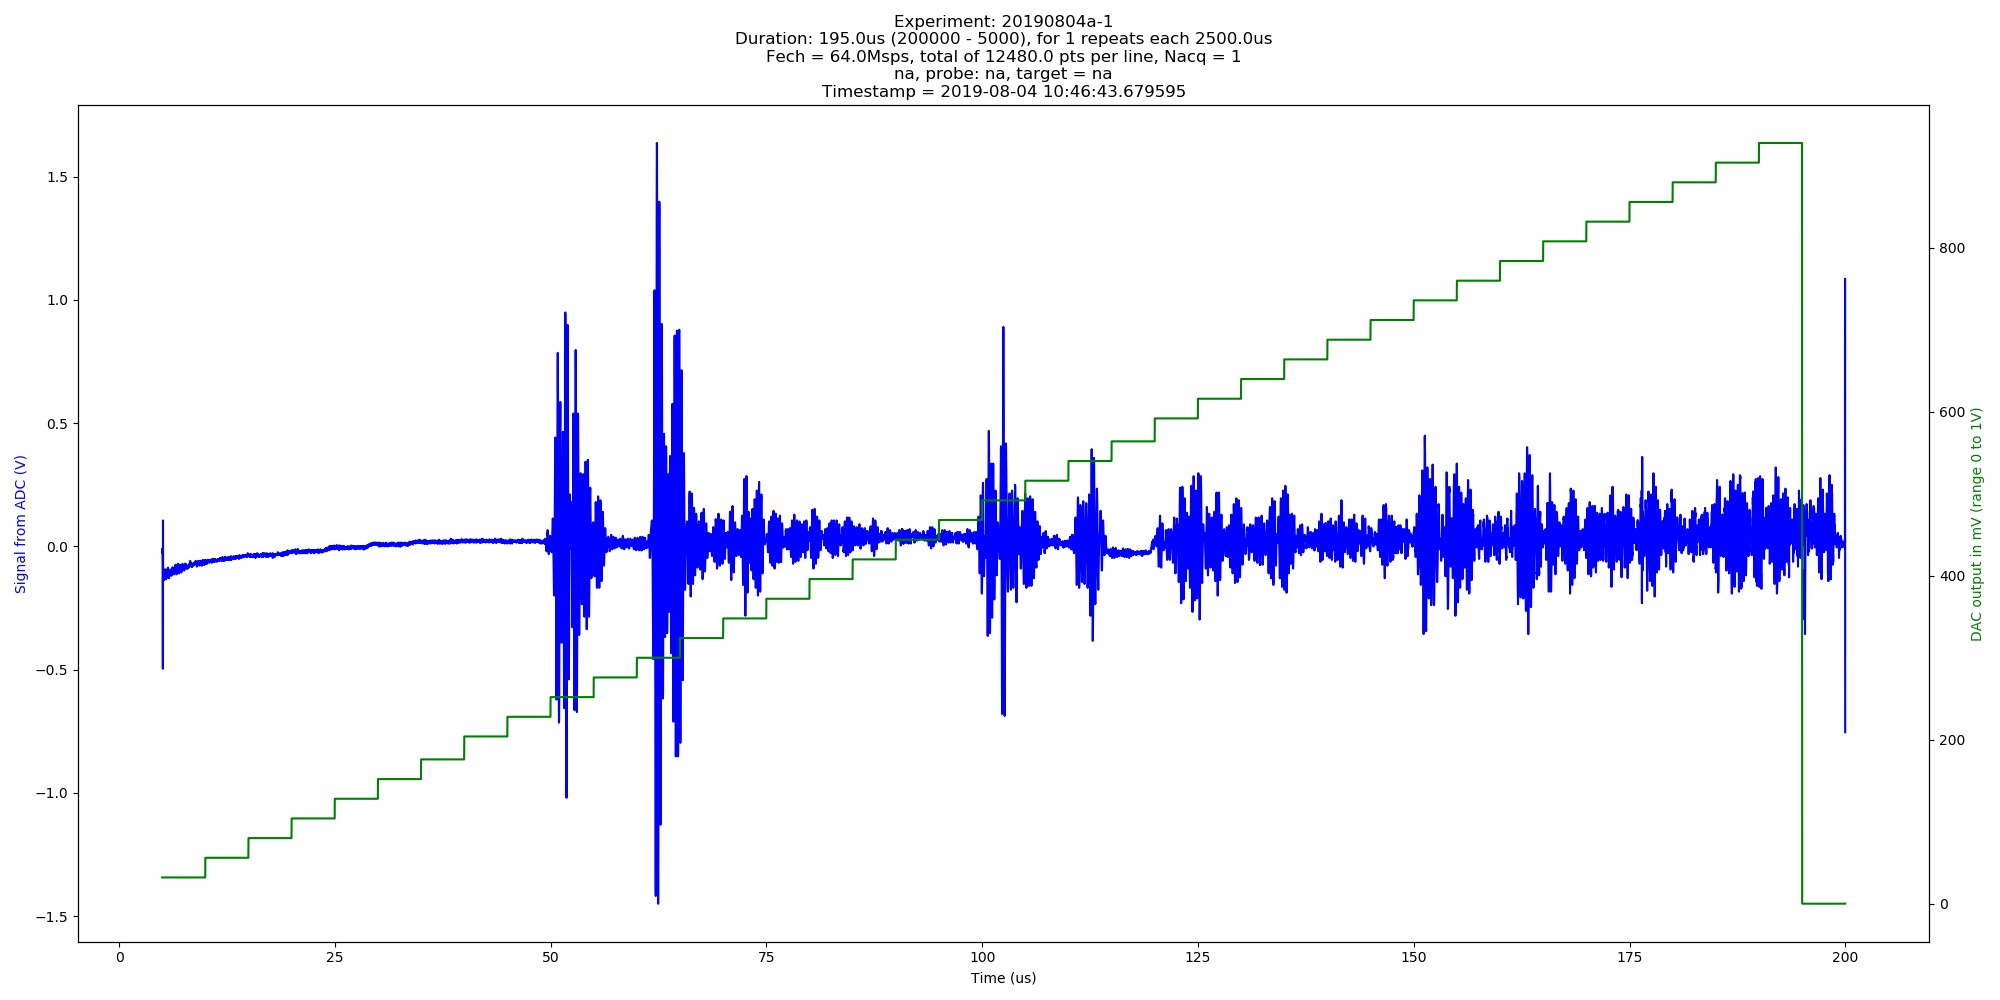 Experiment: 20190804a-1
Duration: 195.0us (200000 - 5000), for 1 repeats each 2500.0us
Fech = 64.0Msps, total of 12480.0 pts per line, Nacq = 1
na, probe: na, target = na
Timestamp = 2019-08-04 10:46:43.679595
Signal from ADC (V)
1.5
1.0
0.5
0.0
−0.5
−1.0
−1.5
0
25
50
75
100
125
150
175
200
Time (us)
800
600
400
200
0
DAC output in mV (range 0 to 1V)